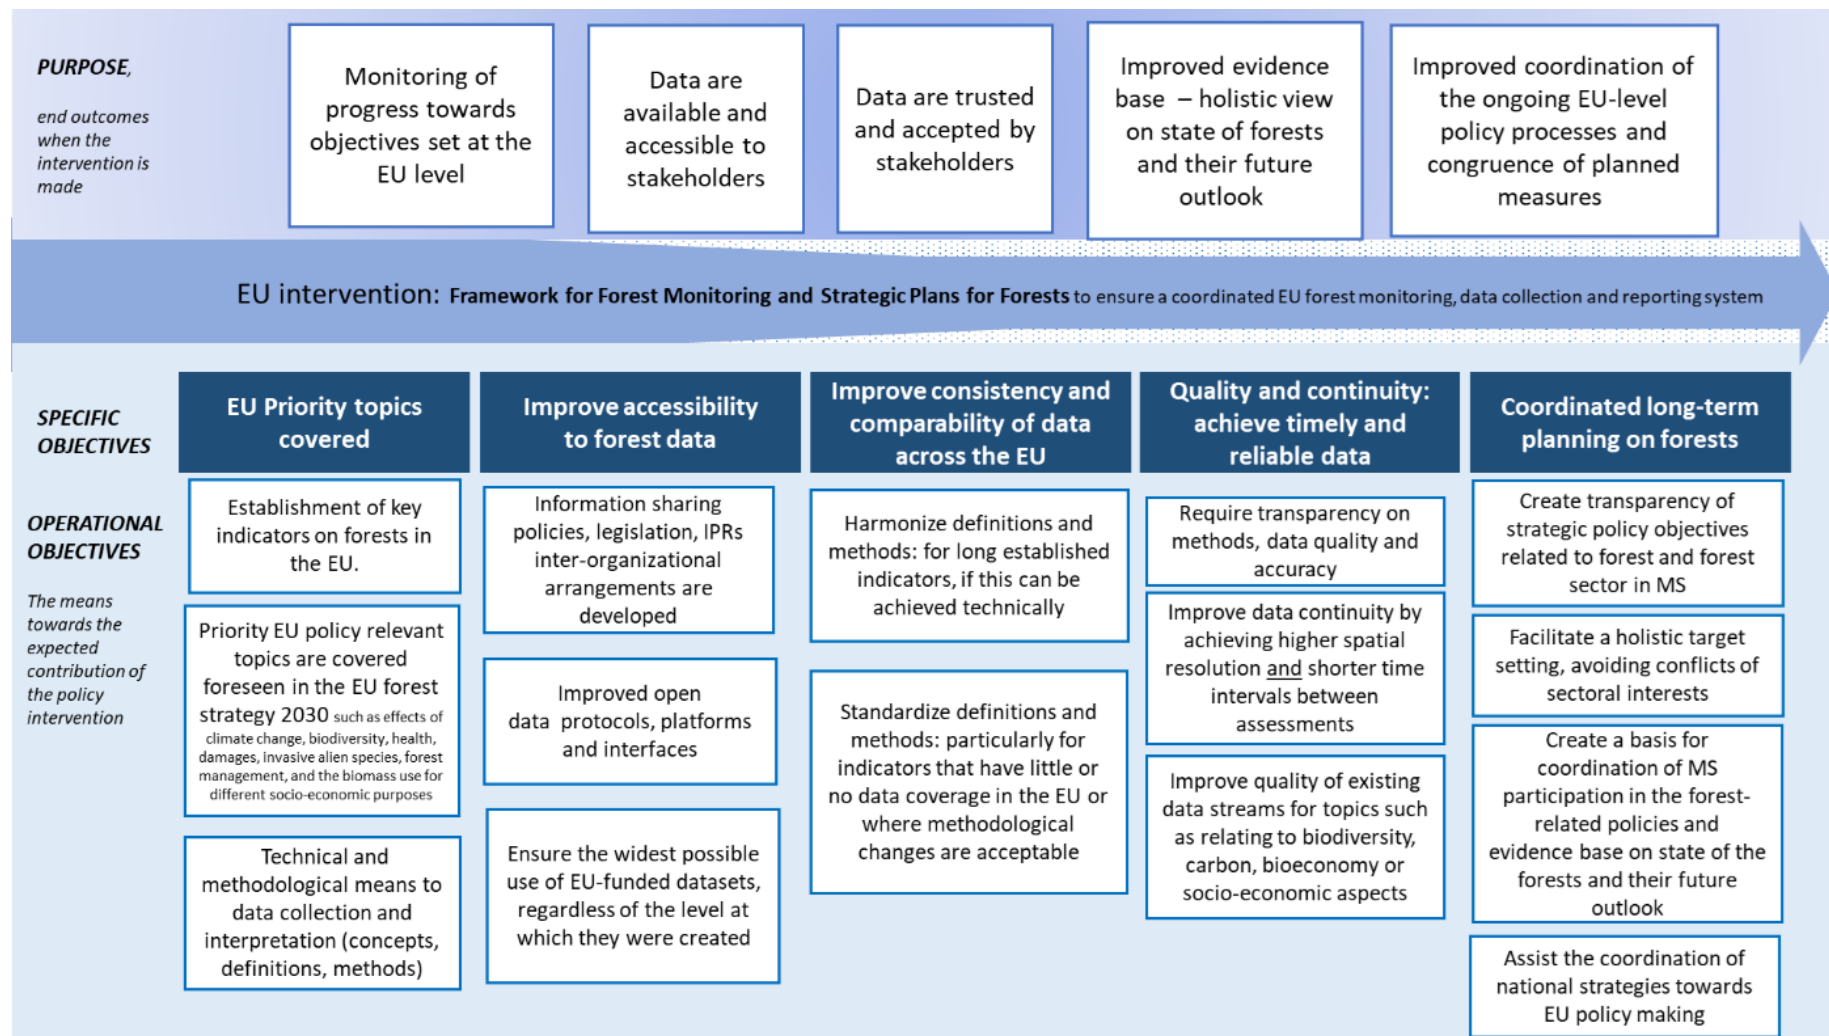 PURPOSE,
end outcomes
when the
intervention is
made
Monitoring of
progress towards
objectives set at the
EU level
Data are
available and
accessible to
stakeholders
Data are trusted
and accepted by
stakeholders
Improved evidence
base – holistic view
on state of forests
and their future
outlook
Improved coordination of
the ongoing EU-level
policy processes and
congruence of planned
measures
EU intervention: Framework for Forest Monitoring and Strategic Plans for Forests to ensure a coordinated EU forest monitoring, data collection and reporting system
SPECIFIC
OBJECTIVES
EU Priority topics
covered
Improve accessibility
to forest data
Improve consistency and
comparability of data
across the EU
Quality and continuity:
achieve timely and
reliable data
Coordinated long-term
planning on forests
OPERATIONAL
OBJECTIVES
The means
towards the
expected
contribution of
the policy
intervention
Establishment of key
indicators on forests in
the EU.
Priority EU policy relevant
topics are covered
foreseen in the EU forest
strategy 2030 such as effects of
climate change, biodiversity, health,
damages, invasive alien species, forest
management, and the biomass use for
different socio-economic purposes
Technical and
methodological means to
data collection and
interpretation (concepts,
definitions, methods)
Information sharing
policies, legislation, IPRs
inter-organizational
arrangements are
developed
Improved open
data protocols, platforms
and interfaces
Ensure the widest possible
use of EU-funded datasets,
regardless of the level at
which they were created
Harmonize definitions and
methods: for long established
indicators, if this can be
achieved technically
Standardize definitions and
methods: particularly for
indicators that have little or
no data coverage in the EU or
where methodological
changes are acceptable
Require transparency on
methods, data quality and
accuracy
Improve data continuity by
achieving higher spatial
resolution and shorter time
intervals between
assessments
Improve quality of existing
data streams for topics such
as relating to biodiversity,
carbon, bioeconomy or
socio-economic aspects
Create transparency of
strategic policy objectives
related to forest and forest
sector in MS
Facilitate a holistic target
setting, avoiding conflicts of
sectoral interests
Create a basis for
coordination of MS
participation in the forest-
related policies and
evidence base on state of the
forests and their future
outlook
Assist the coordination of
national strategies towards
EU policy making